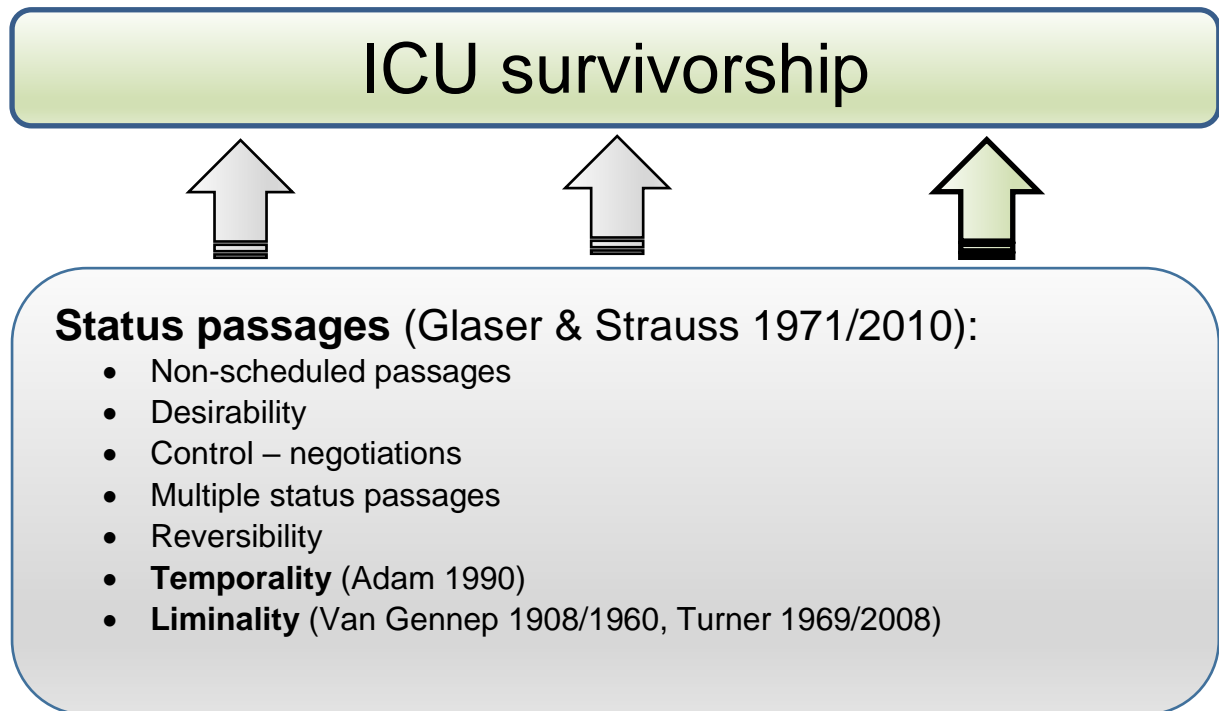 ICU survivorship
Status passages (Glaser & Strauss 1971/2010):
• Non-scheduled passages
• Desirability
• Control – negotiations
• Multiple status passages
• Reversibility
• Temporality (Adam 1990)
• Liminality (Van Gennep 1908/1960, Turner 1969/2008)